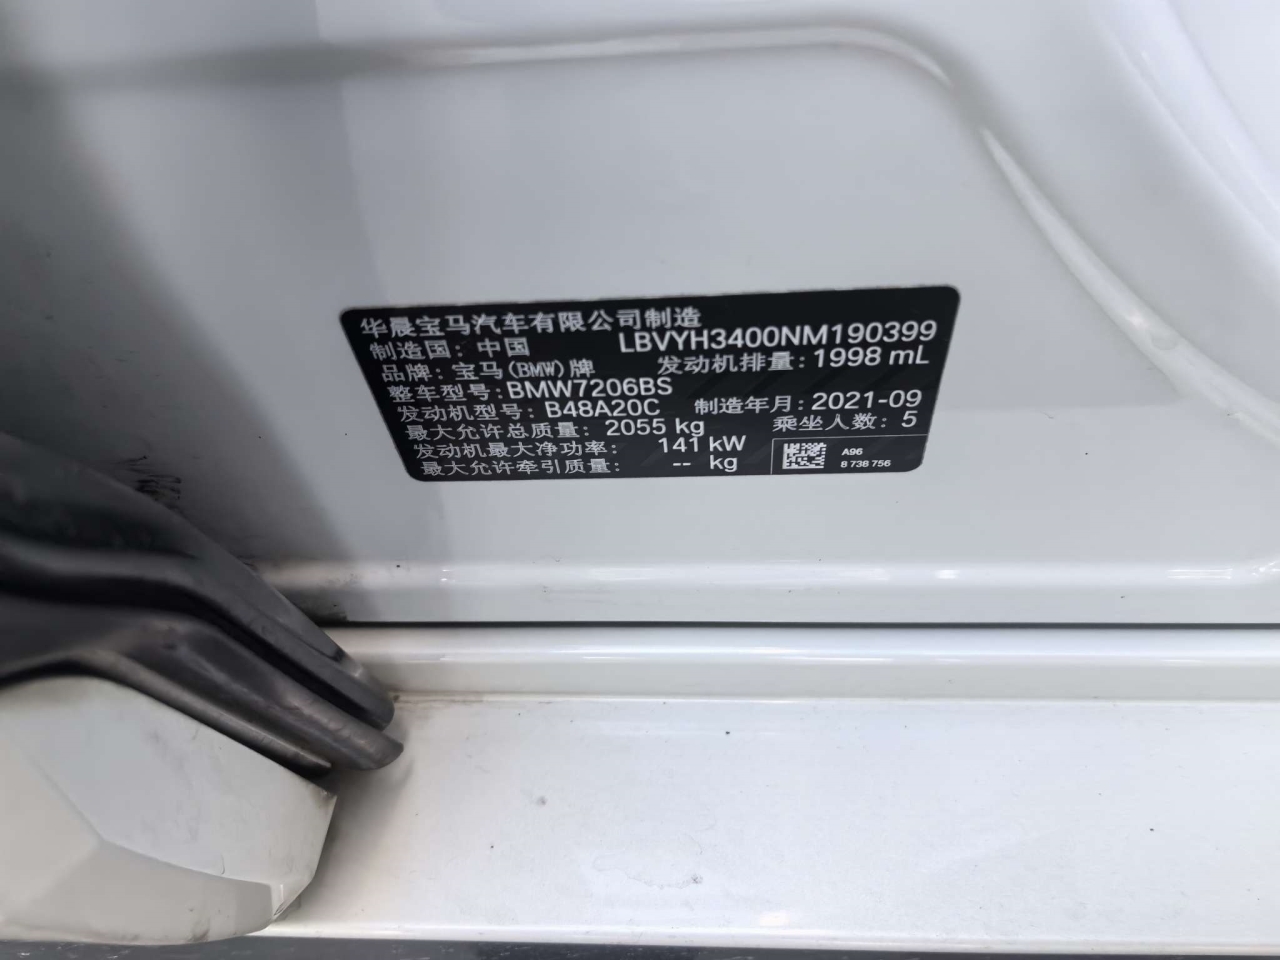 华晨宝马汽车有限公司制造
制造国：中国 LBVYH3400NM190399
品牌：宝马(BMW)牌 发动机排量：1998 mL
整车型号：BMW7206BS
发动机型号：B48A20C 制造年月：2021-09
最大允许总质量：2055 kg 乘坐人数：5
发动机最大净功率：141 kW
最大允许牵引质量：-- kg
A96
8 738 756